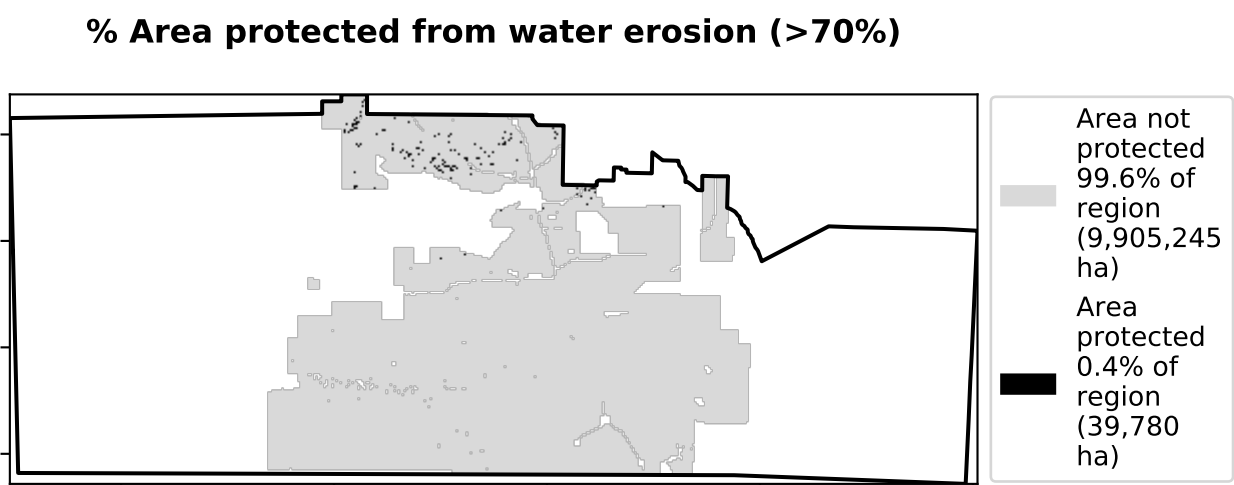 % Area protected from water erosion (>70%)
Area not
protected
99.6% of
region
(9,905,245
ha)
Area
protected
0.4% of
region
(39,780
ha)